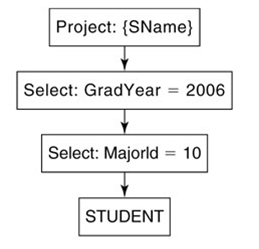 Project: {SName}
Select: GradYear = 2006
Select: MajorId = 10
STUDENT